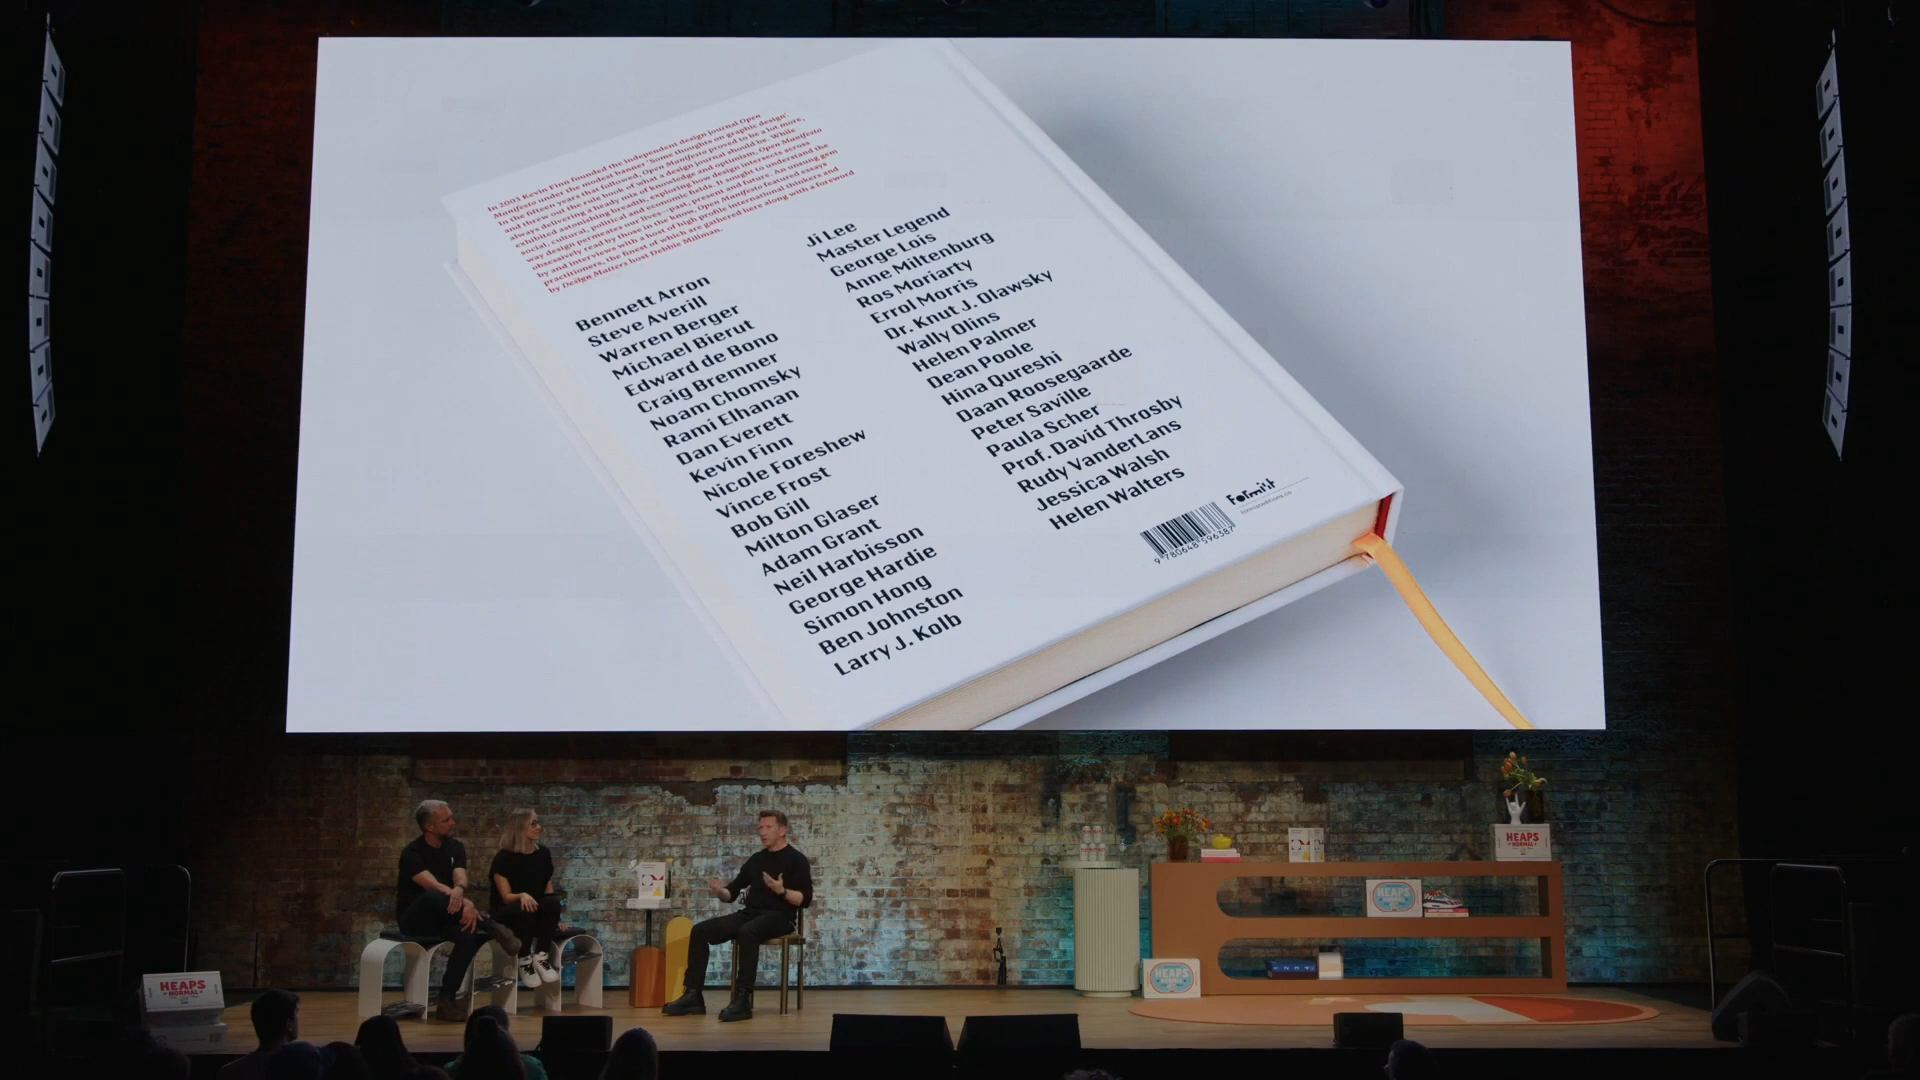 In 2003 Kevin Finn founded the independent design journal Open
Manifesto under the modest banner 'Some thoughts on graphic design'.
In the fifteen years that followed, Open Manifesto proved to be a lot more,
and threw out the rule book of what a design journal should be. While
always delivering a heady mix of knowledge and optimism, Open Manifesto
exhibited astonishing breadth, exploring how design intersects across
social, cultural, political and economic fields. It sought to understand the
way design permeates our lives—past, present and future. An unsung gem
obsessively read by those in the know, Open Manifesto featured essays
by and interviews with a host of high profile international thinkers and
practitioners, the finest of which are gathered here along with a foreword
by Design Matters host Debbie Millman.
Bennett Arron
Steve Averill
Warren Berger
Michael Bierut
Edward de Bono
Craig Bremner
Noam Chomsky
Rami Elhanan
Dan Everett
Kevin Finn
Nicole Foreshew
Vince Frost
Bob Gill
Milton Glaser
Adam Grant
Neil Harbisson
George Hardie
Simon Hong
Ben Johnston
Larry J. Kolb
Ji Lee
Master Legend
George Lois
Anne Miltenburg
Ros Moriarty
Errol Morris
Dr. Knut J. Olawsky
Wally Olins
Helen Palmer
Dean Poole
Hina Qureshi
Daan Roosegaarde
Peter Saville
Paula Scher
Prof. David Throsby
Rudy VanderLans
Jessica Walsh
Helen Walters
Formist
formisteditions.co
9 780648 596387
OM
HEAPS
NORMAL
HEAPS
NORMAL
HEAPS
HEAPS